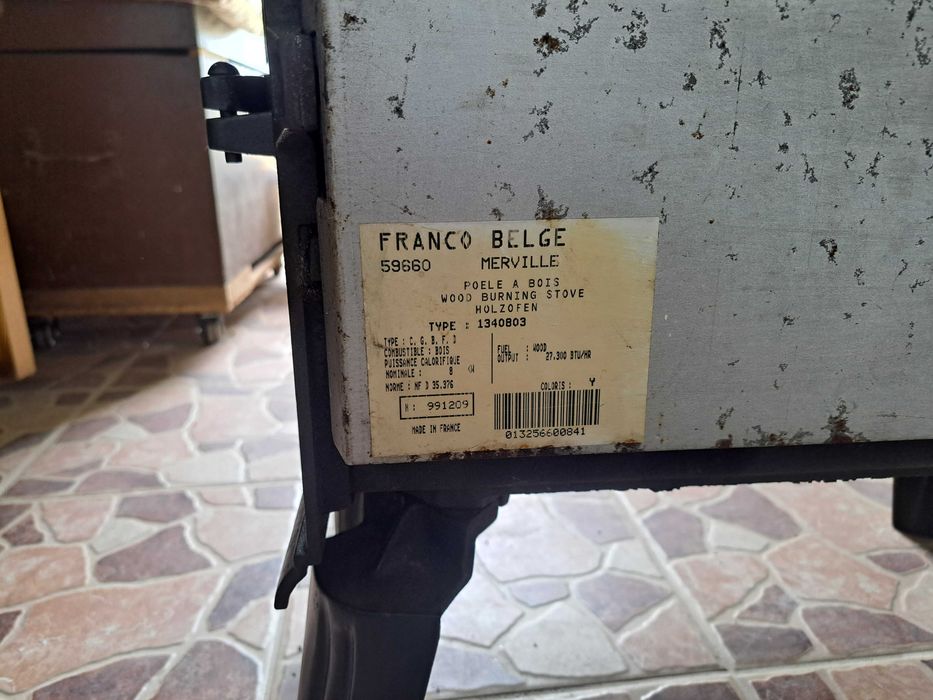 FRANCO BELGE
59660 MERVILLE
POELE A BOIS
WOOD BURNING STOVE
HOLZOFEN
TYPE : 1340803
TYPE : C. G. B. F. J
COMBUSTIBLE : BOIS
PUISSANCE CALORIFIQUE
NOMINALE : 8 KW
NORME : NF D 35.376
N: 991209
MADE IN FRANCE
FUEL : WOOD
OUTPUT : 27.300 BTU/HR
COLORIS : Y
013256600841